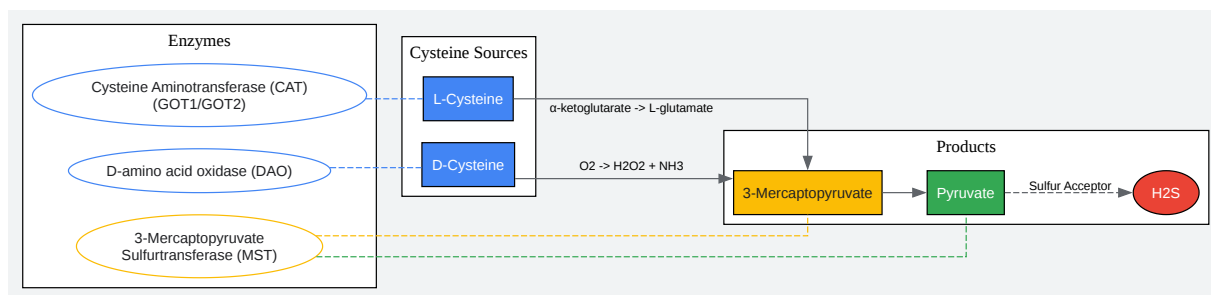 Enzymes
Cysteine Aminotransferase (CAT)
(GOT1/GOT2)
D-amino acid oxidase (DAO)
3-Mercaptopyruvate
Sulfurtransferase (MST)
Cysteine Sources
L-Cysteine
D-Cysteine
α-ketoglutarate -> L-glutamate
O2 -> H2O2 + NH3
Products
3-Mercaptopyruvate
Pyruvate
Sulfur Acceptor
H2S